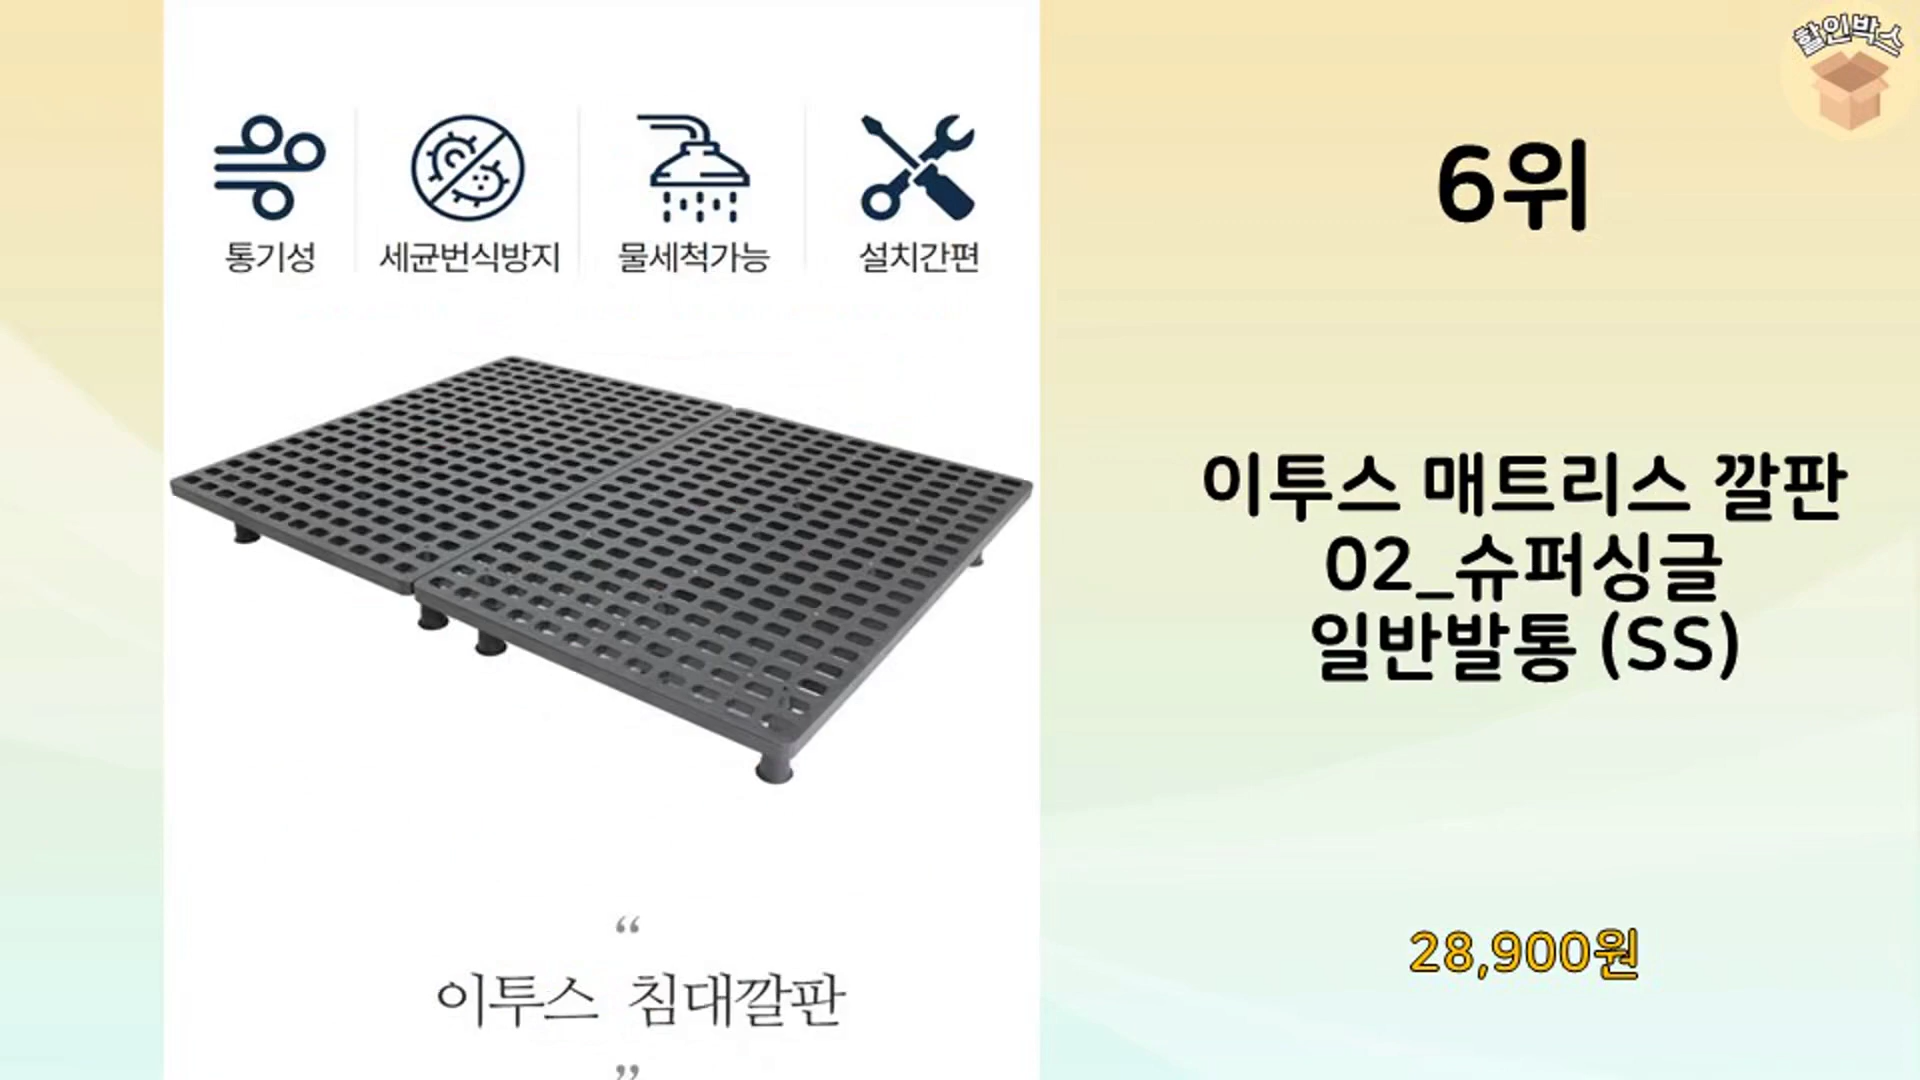 할인박스
6위
통기성
세균번식방지
물세척가능
설치간편
이투스 매트리스 깔판
02_슈퍼싱글
일반발통 (SS)
28,900원
“
이투스 침대깔판
”